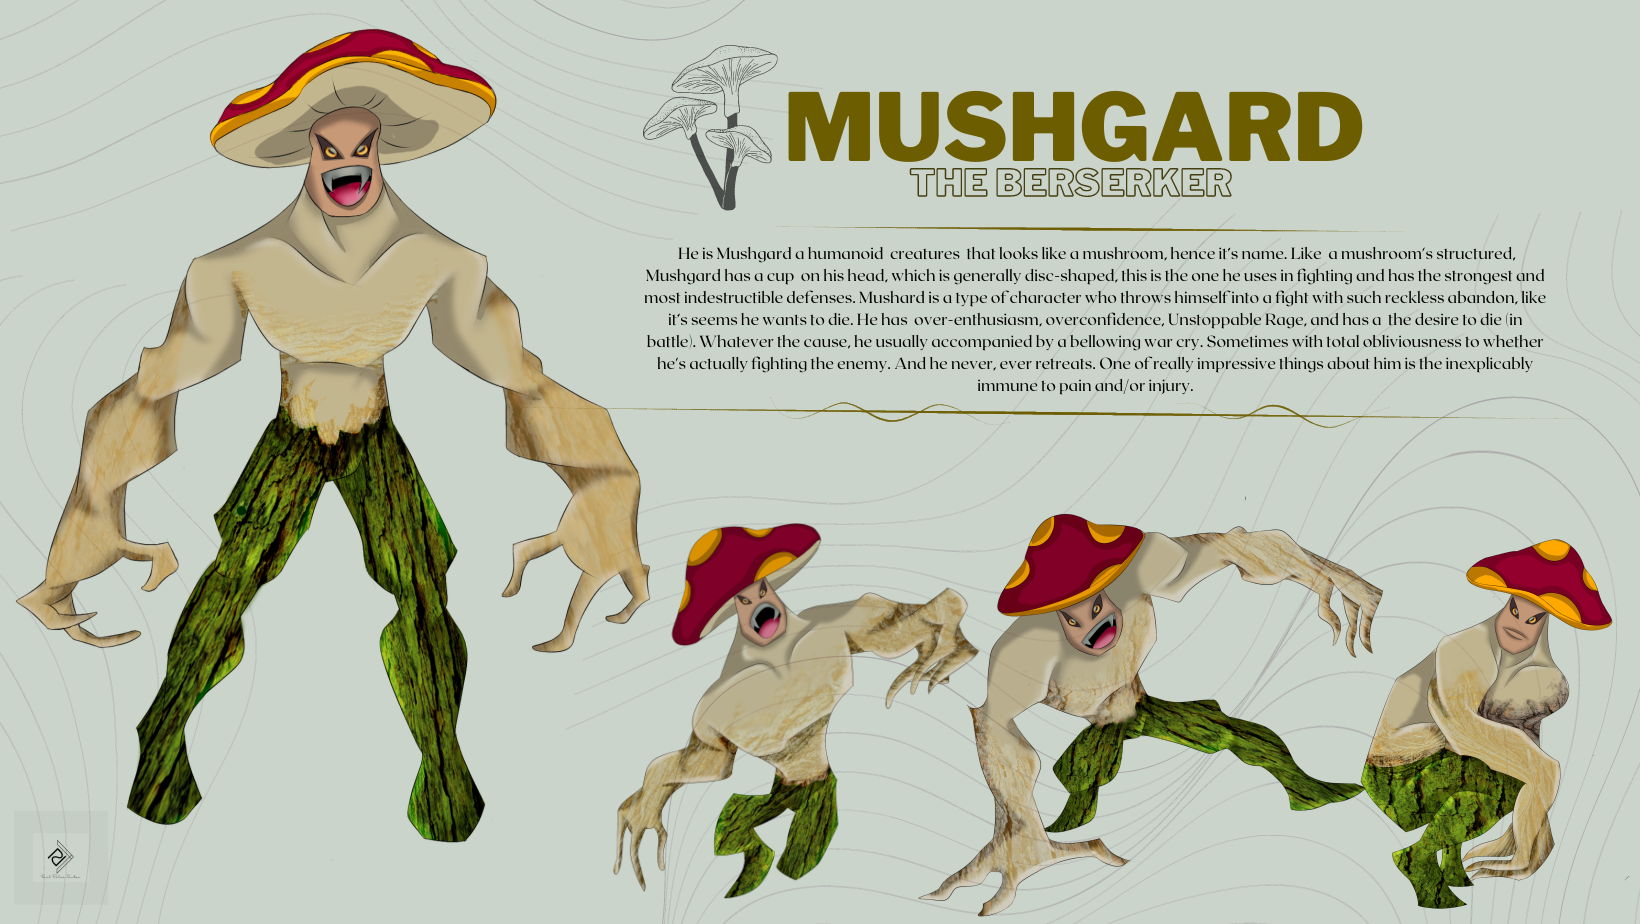 MUSHGARD
THE BERSERKER
He is Mushgard a humanoid creatures that looks like a mushroom, hence it's name. Like a mushroom's structured,
Mushgard has a cup on his head, which is generally disc-shaped, this is the one he uses in fighting and has the strongest and
most indestructible defenses. Mushard is a type of character who throws himself into a fight with such reckless abandon, like
it's seems he wants to die. He has over-enthusiasm, overconfidence, Unstoppable Rage, and has a the desire to die (in
battle). Whatever the cause, he usually accompanied by a bellowing war cry. Sometimes with total obliviousness to whether
he's actually fighting the enemy. And he never, ever retreats. One of really impressive things about him is the inexplicably
immune to pain and/or injury.